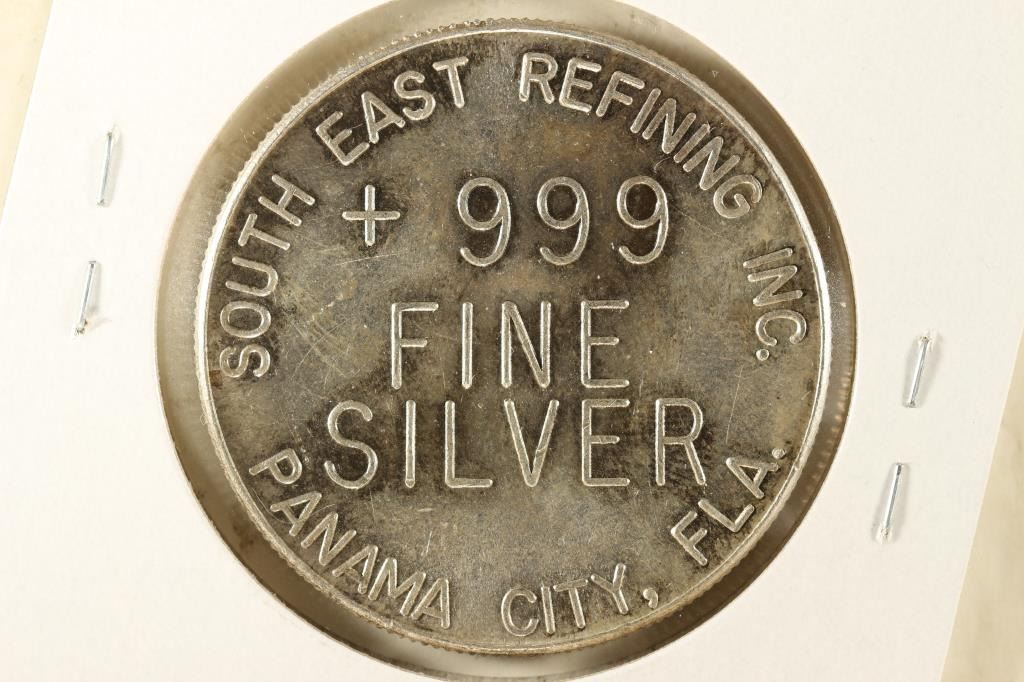 SOUTH EAST REFINING INC.
+ 999
FINE
SILVER
PANAMA CITY, FLA.